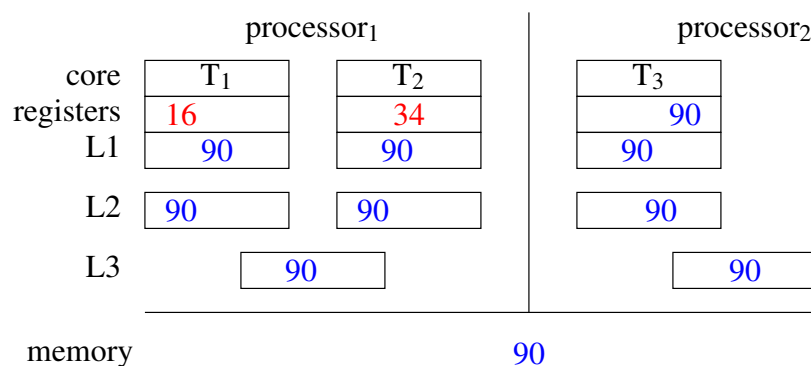 processor₁ processor₂
core T₁ T₂ T₃
registers 16 34 90
L1 90 90 90
L2 90 90 90
L3 90 90
memory 90